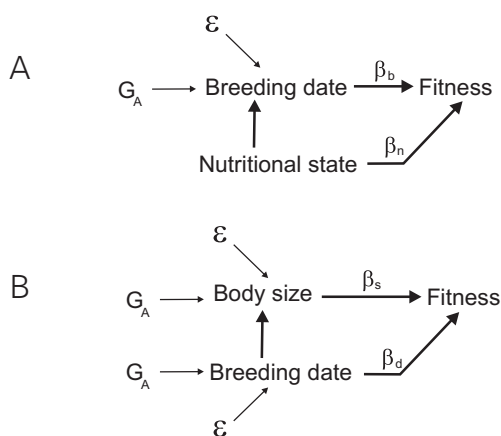 A
ε
G_A Breeding date β_b Fitness
Nutritional state β_n
B
ε
G_A Body size β_s Fitness
G_A Breeding date β_d
ε